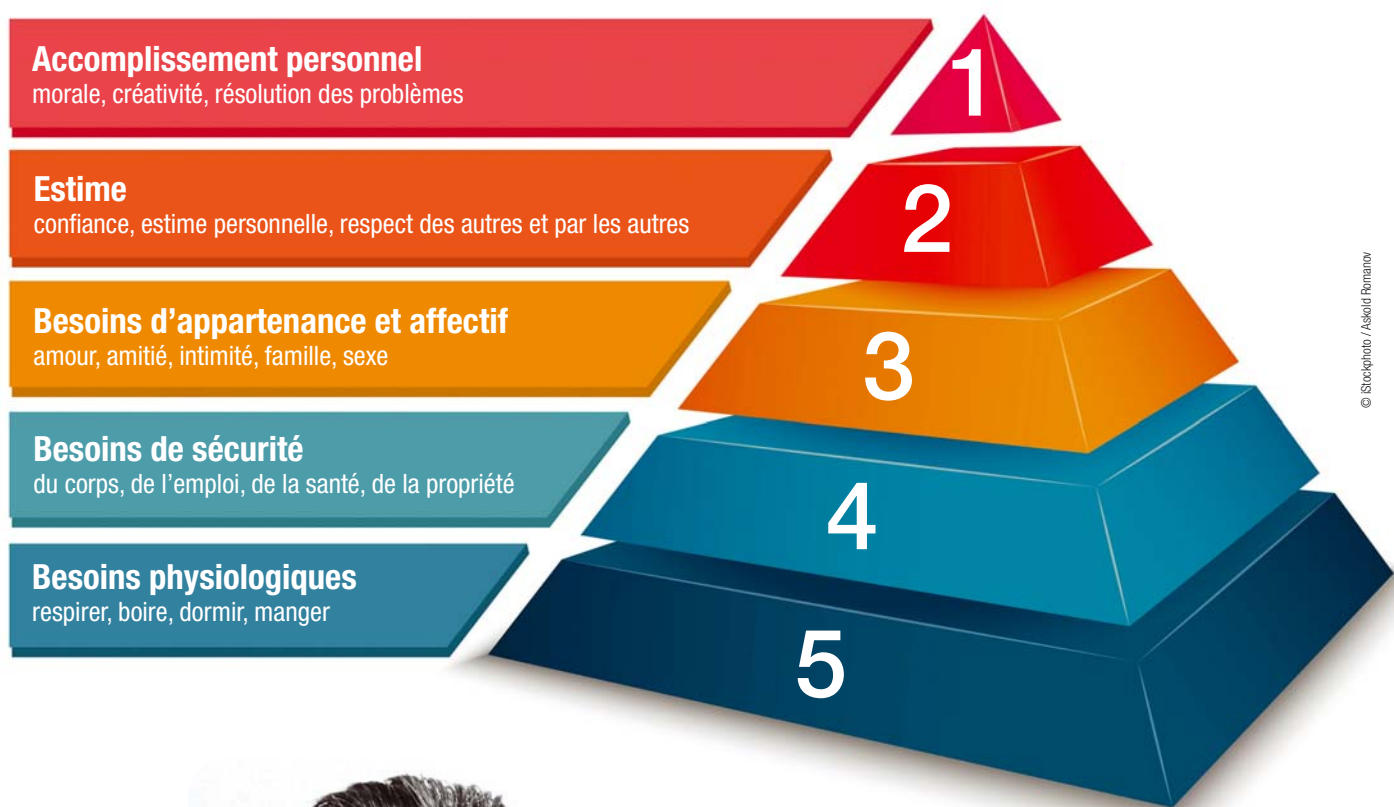 Accomplissement personnel
morale, créativité, résolution des problèmes
1
Estime
confiance, estime personnelle, respect des autres et par les autres
2
Besoins d’appartenance et affectif
amour, amitié, intimité, famille, sexe
3
Besoins de sécurité
du corps, de l’emploi, de la santé, de la propriété
4
Besoins physiologiques
respirer, boire, dormir, manger
5
© iStockphoto / Askold Romanov